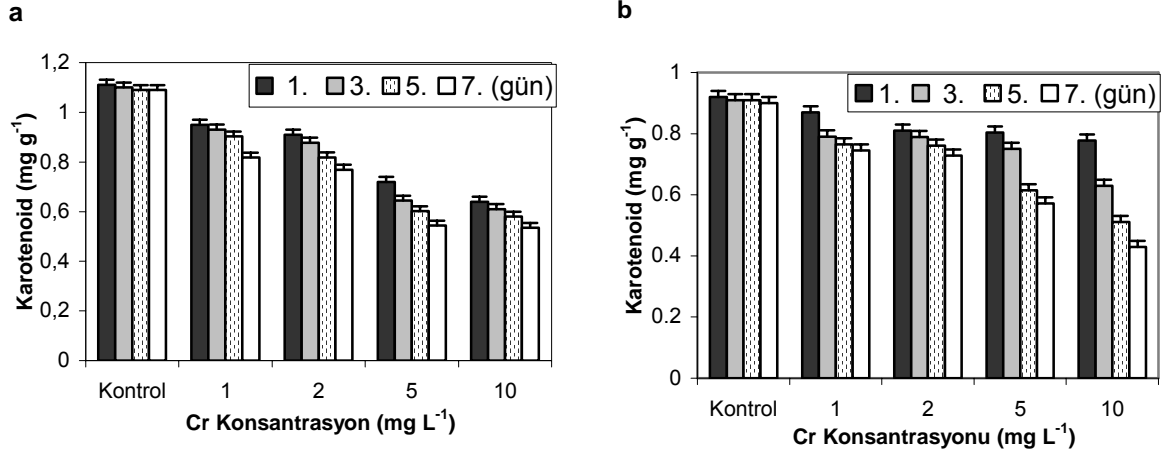 a
1,2
1
0,8
0,6
0,4
0,2
0
Karotenoid (mg g⁻¹)
1. 3. 5. 7. (gün)
Kontrol 1 2 5 10
Cr Konsantrasyon (mg L⁻¹)
b
1
0.8
0.6
0.4
0.2
0
Karotenoid (mg g⁻¹)
1. 3. 5. 7. (gün)
Kontrol 1 2 5 10
Cr Konsantrasyonu (mg L⁻¹)